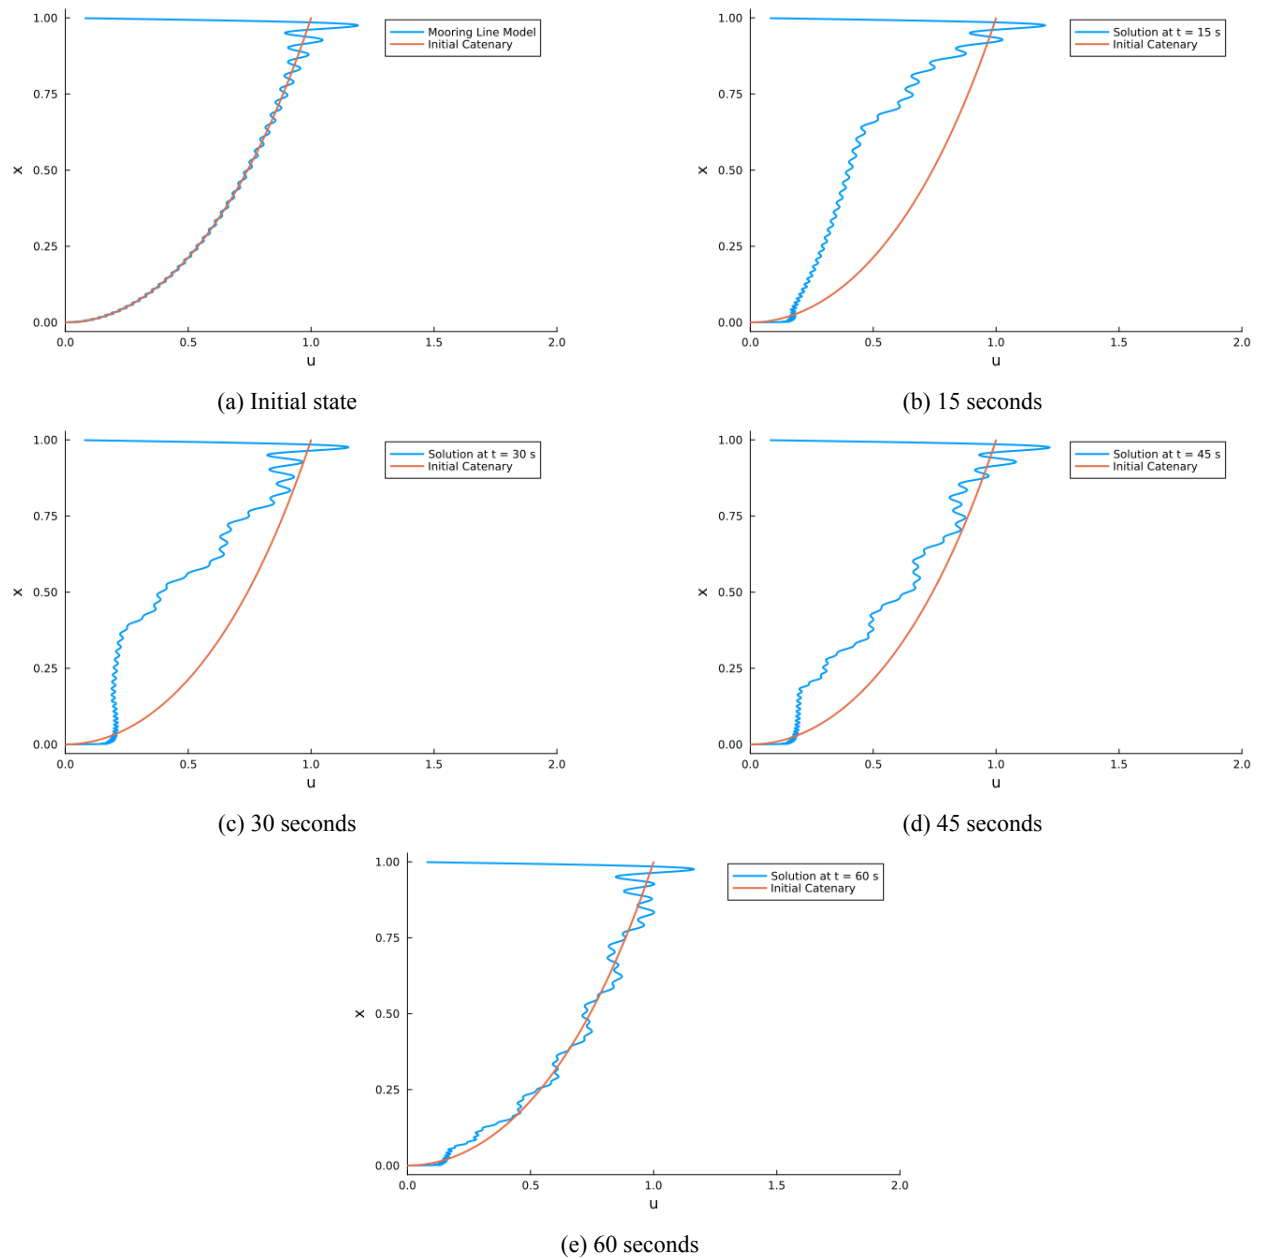 1.00
0.75
0.50
0.25
0.00
x
0.0 0.5 1.0 1.5 2.0
u
Mooring Line Model
Initial Catenary
(a) Initial state
1.00
0.75
0.50
0.25
0.00
x
0.0 0.5 1.0 1.5 2.0
u
Solution at t = 15 s
Initial Catenary
(b) 15 seconds
1.00
0.75
0.50
0.25
0.00
x
0.0 0.5 1.0 1.5 2.0
u
Solution at t = 30 s
Initial Catenary
(c) 30 seconds
1.00
0.75
0.50
0.25
0.00
x
0.0 0.5 1.0 1.5 2.0
u
Solution at t = 45 s
Initial Catenary
(d) 45 seconds
1.00
0.75
0.50
0.25
0.00
x
0.0 0.5 1.0 1.5 2.0
u
Solution at t = 60 s
Initial Catenary
(e) 60 seconds